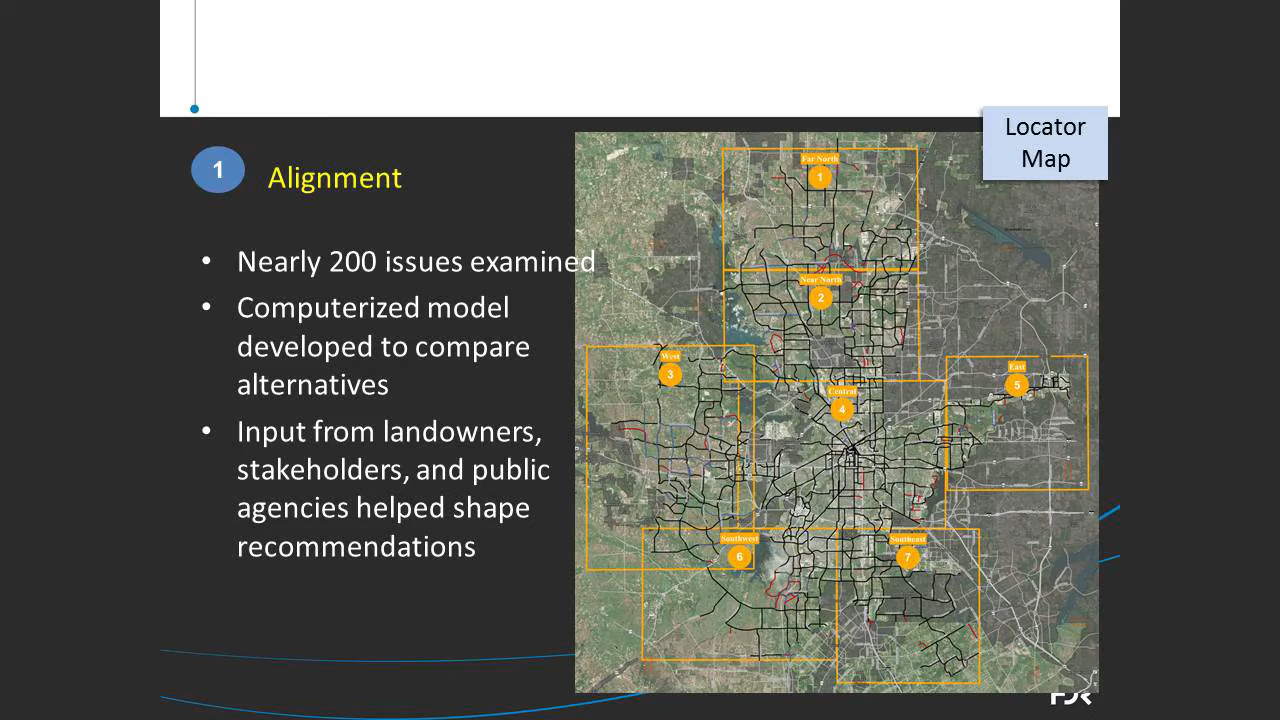 Locator
Map
1
Alignment
• Nearly 200 issues examined
• Computerized model
developed to compare
alternatives
• Input from landowners,
stakeholders, and public
agencies helped shape
recommendations
Far North
1
Near North
2
West
3
Central
4
East
5
Southwest
6
Southeast
7